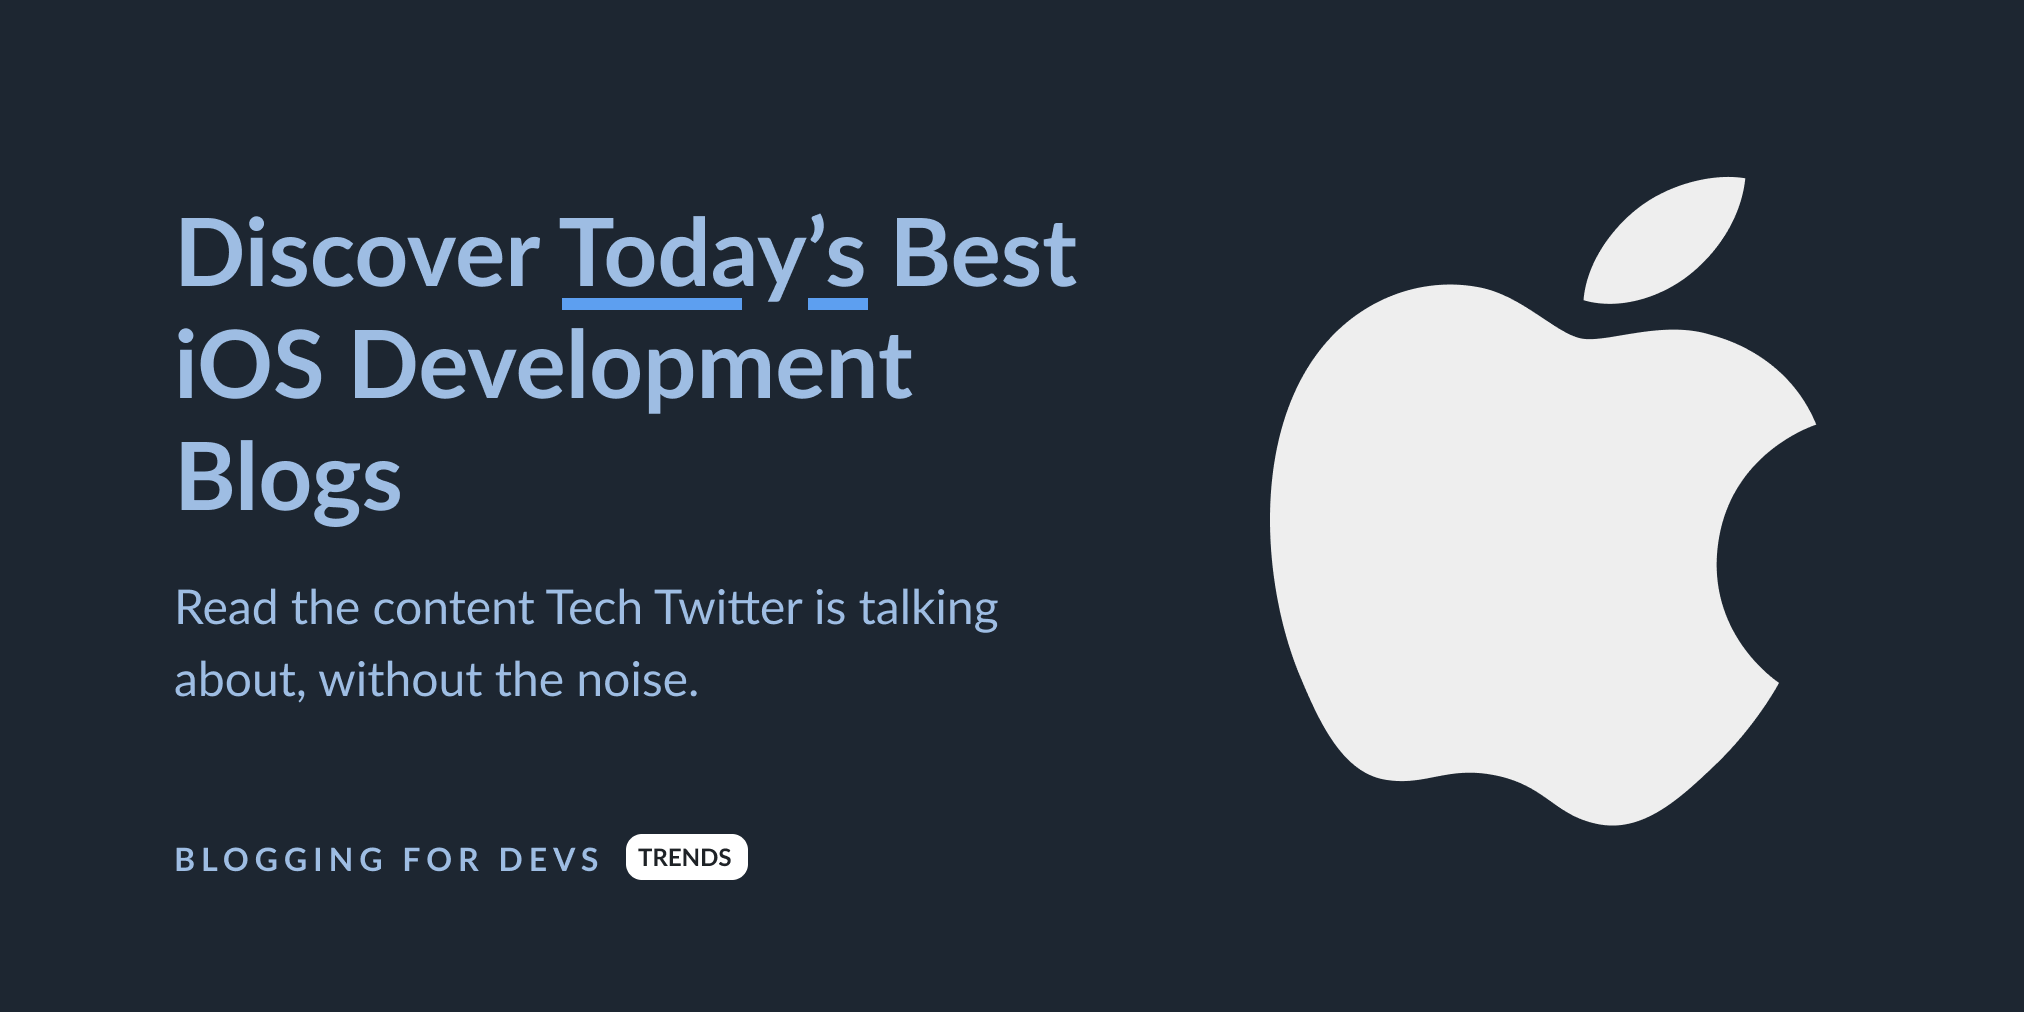 Discover Today’s Best
iOS Development
Blogs
Read the content Tech Twitter is talking
about, without the noise.
BLOGGING FOR DEVS TRENDS